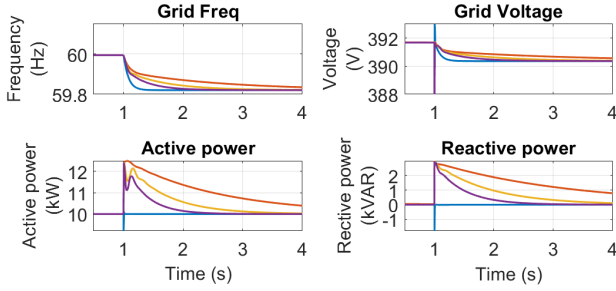 Grid Freq
Frequency
(Hz)
60
59.8
1 2 3 4
Grid Voltage
Voltage
(V)
392
390
388
1 2 3 4
Active power
Active power
(kW)
12
11
10
1 2 3 4
Time (s)
Reactive power
Rective power
(kVAR)
2
1
0
-1
1 2 3 4
Time (s)